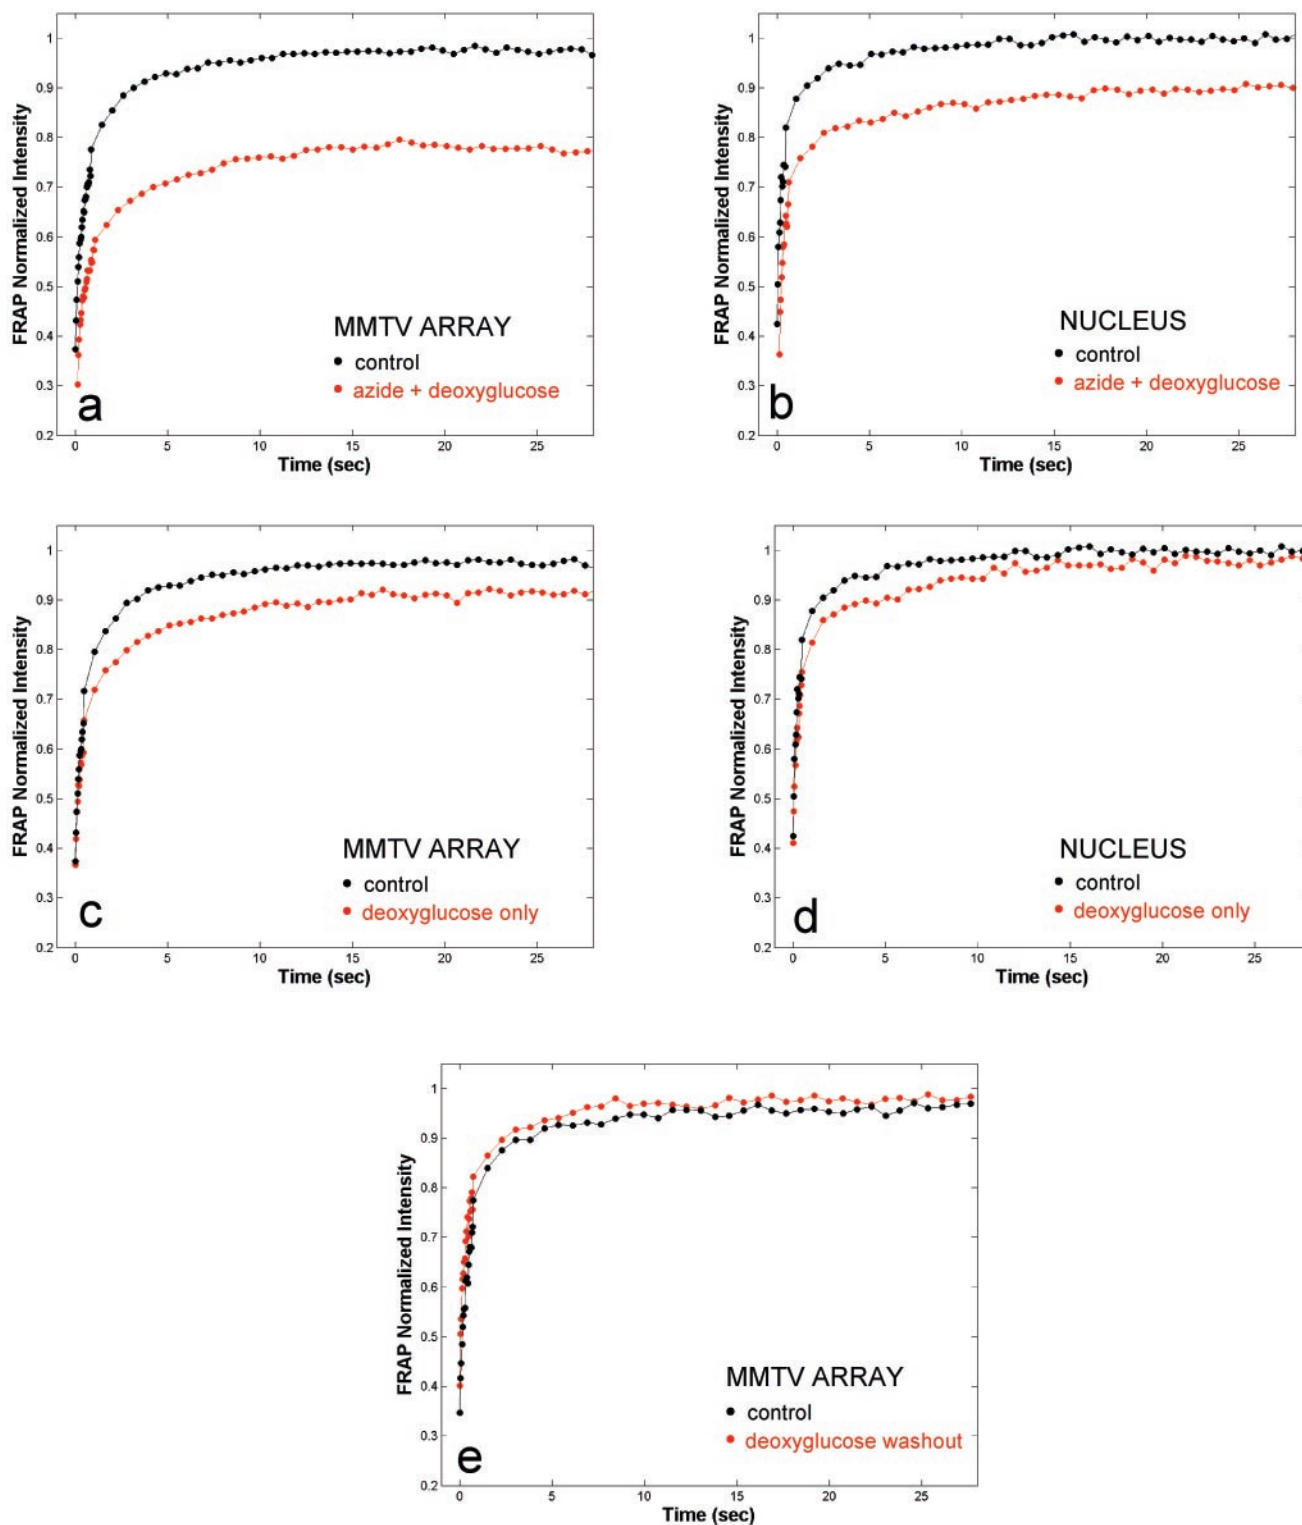 1
0.9
0.8
0.7
0.6
0.5
0.4
0.3
0.2
FRAP Normalized Intensity
MMTV ARRAY
control
azide + deoxyglucose
a
0 5 10 15 20 25
Time (sec)
1
0.9
0.8
0.7
0.6
0.5
0.4
0.3
0.2
FRAP Normalized Intensity
NUCLEUS
control
azide + deoxyglucose
b
0 5 10 15 20 25
Time (sec)
1
0.9
0.8
0.7
0.6
0.5
0.4
0.3
0.2
FRAP Normalized Intensity
MMTV ARRAY
control
deoxyglucose only
c
0 5 10 15 20 25
Time (sec)
1
0.9
0.8
0.7
0.6
0.5
0.4
0.3
0.2
FRAP Normalized Intensity
NUCLEUS
control
deoxyglucose only
d
0 5 10 15 20 25
Time (sec)
1
0.9
0.8
0.7
0.6
0.5
0.4
0.3
0.2
FRAP Normalized Intensity
MMTV ARRAY
control
deoxyglucose washout
e
0 5 10 15 20 25
Time (sec)